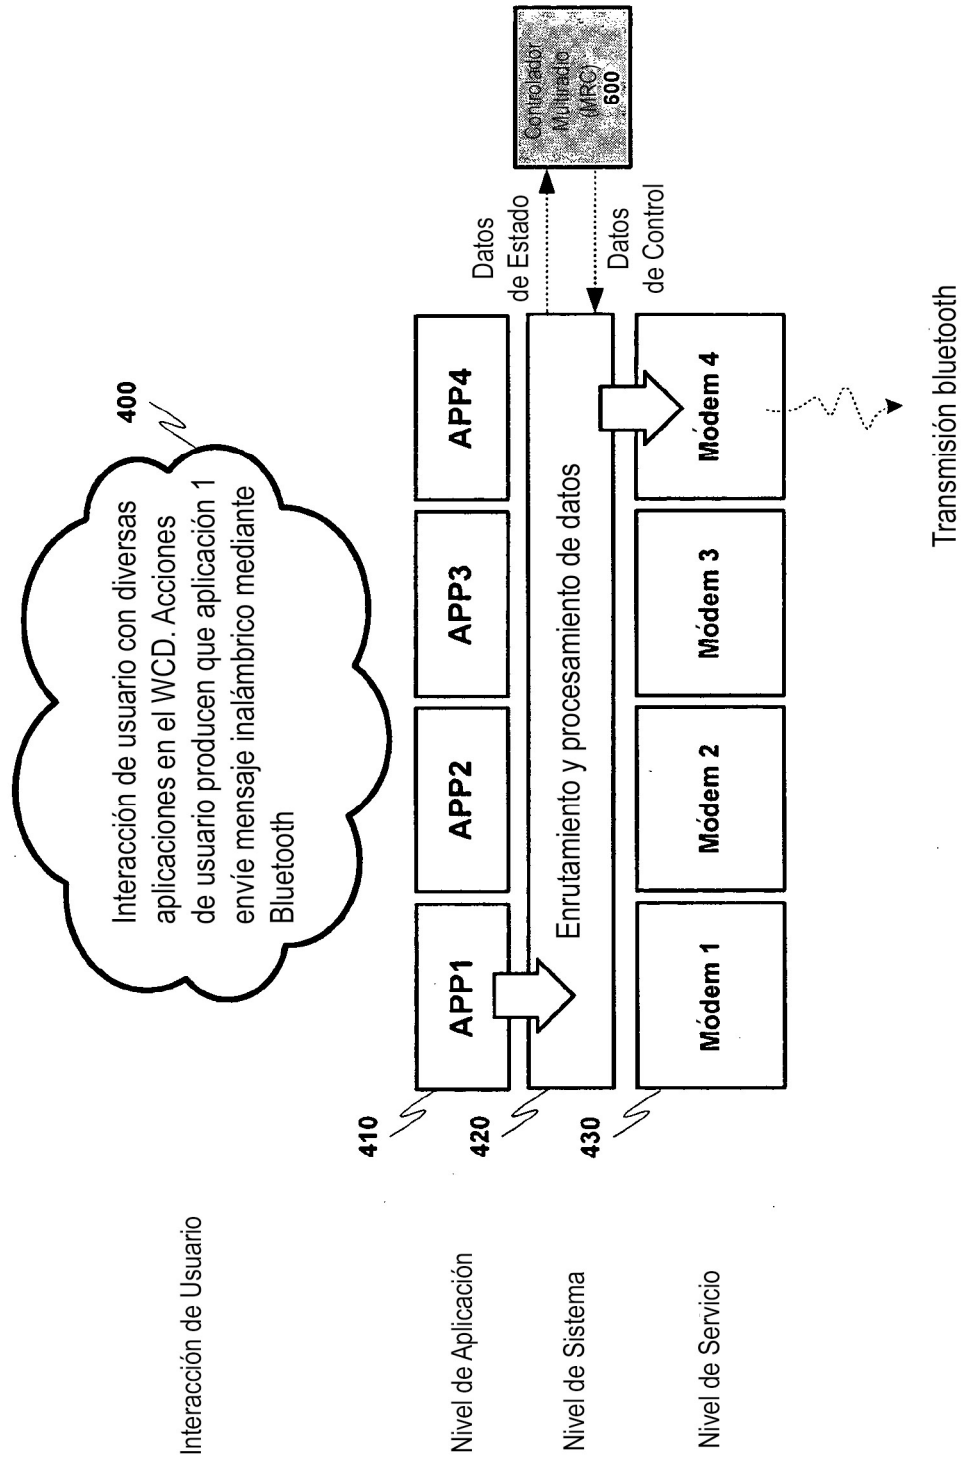 Interacción de Usuario
400
Interacción de usuario con diversas
aplicaciones en el WCD. Acciones
de usuario producen que aplicación 1
envíe mensaje inalámbrico mediante
Bluetooth
Nivel de Aplicación
410
APP1
APP2
APP3
APP4
Nivel de Sistema
420
Enrutamiento y procesamiento de datos
Datos
de Estado
Datos
de Control
Controlador
Multiradio
(MRC)
600
Nivel de Servicio
430
Módem 1
Módem 2
Módem 3
Módem 4
Transmisión bluetooth